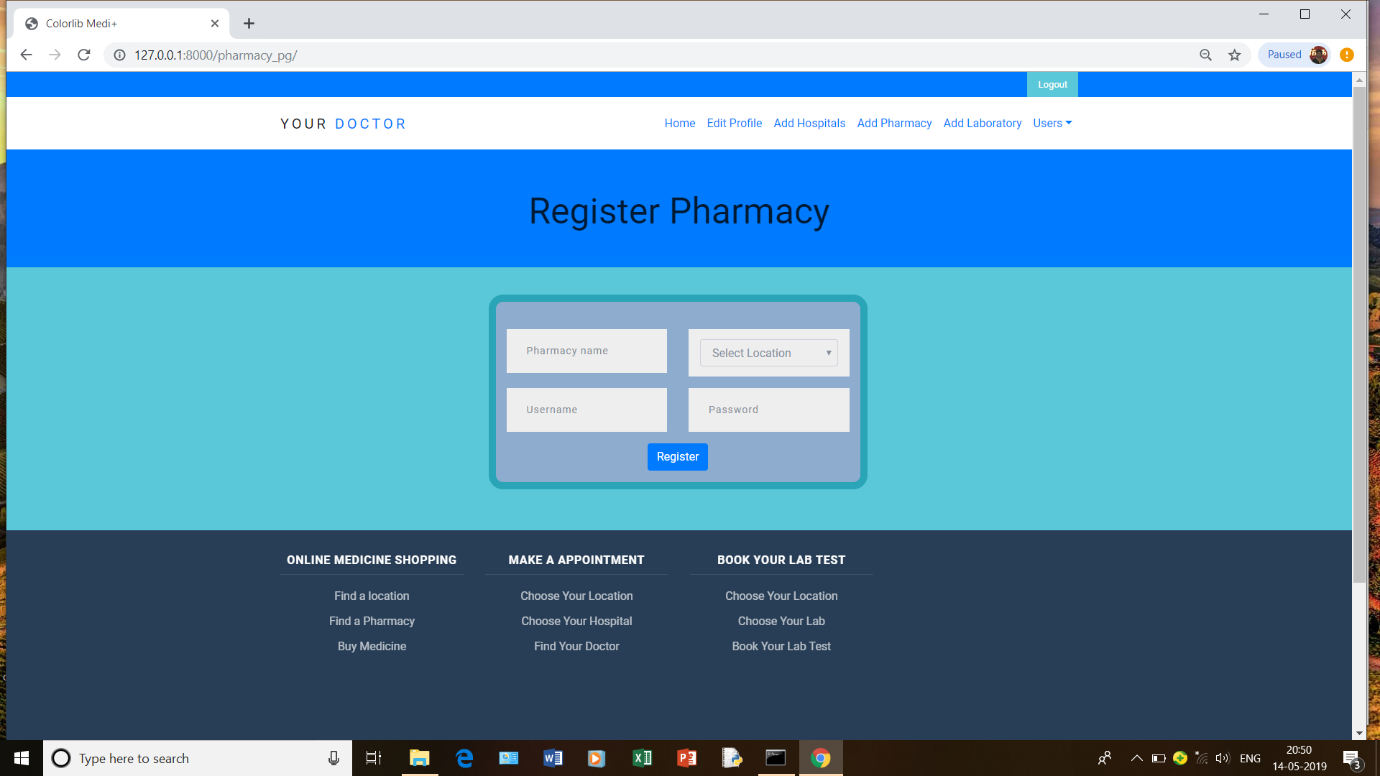 Colorlib Medi+
127.0.0.1:8000/pharmacy_pg/
Paused
Logout
YOUR DOCTOR
Home Edit Profile Add Hospitals Add Pharmacy Add Laboratory Users
Register Pharmacy
Pharmacy name
Select Location
Username
Password
Register
ONLINE MEDICINE SHOPPING
Find a location
Find a Pharmacy
Buy Medicine
MAKE A APPOINTMENT
Choose Your Location
Choose Your Hospital
Find Your Doctor
BOOK YOUR LAB TEST
Choose Your Location
Choose Your Lab
Book Your Lab Test
Type here to search
ENG
20:50
14-05-2019
3